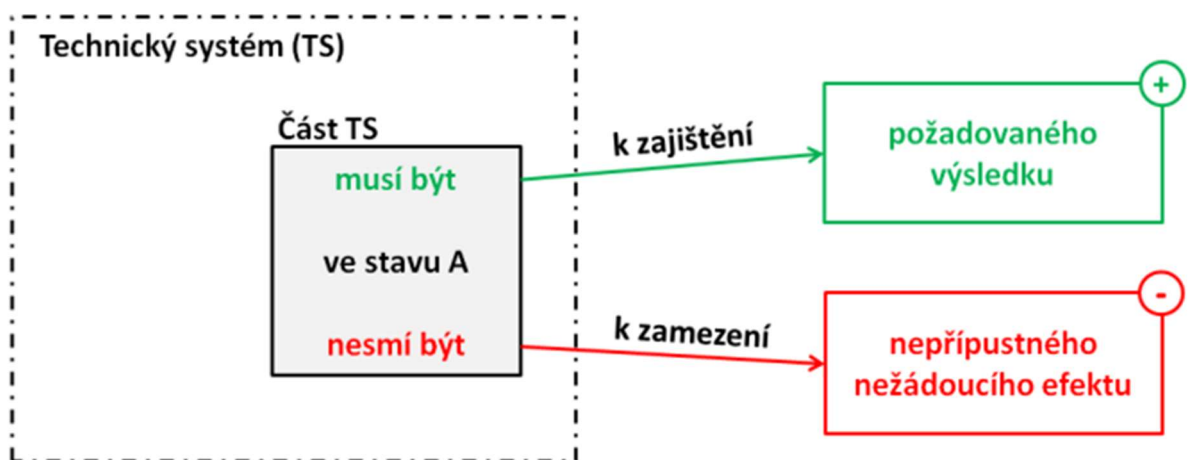 Technický systém (TS)
Část TS
musí být
ve stavu A
nesmí být
k zajištění
+
požadovaného
výsledku
k zamezení
-
nepřípustného
nežádoucího efektu